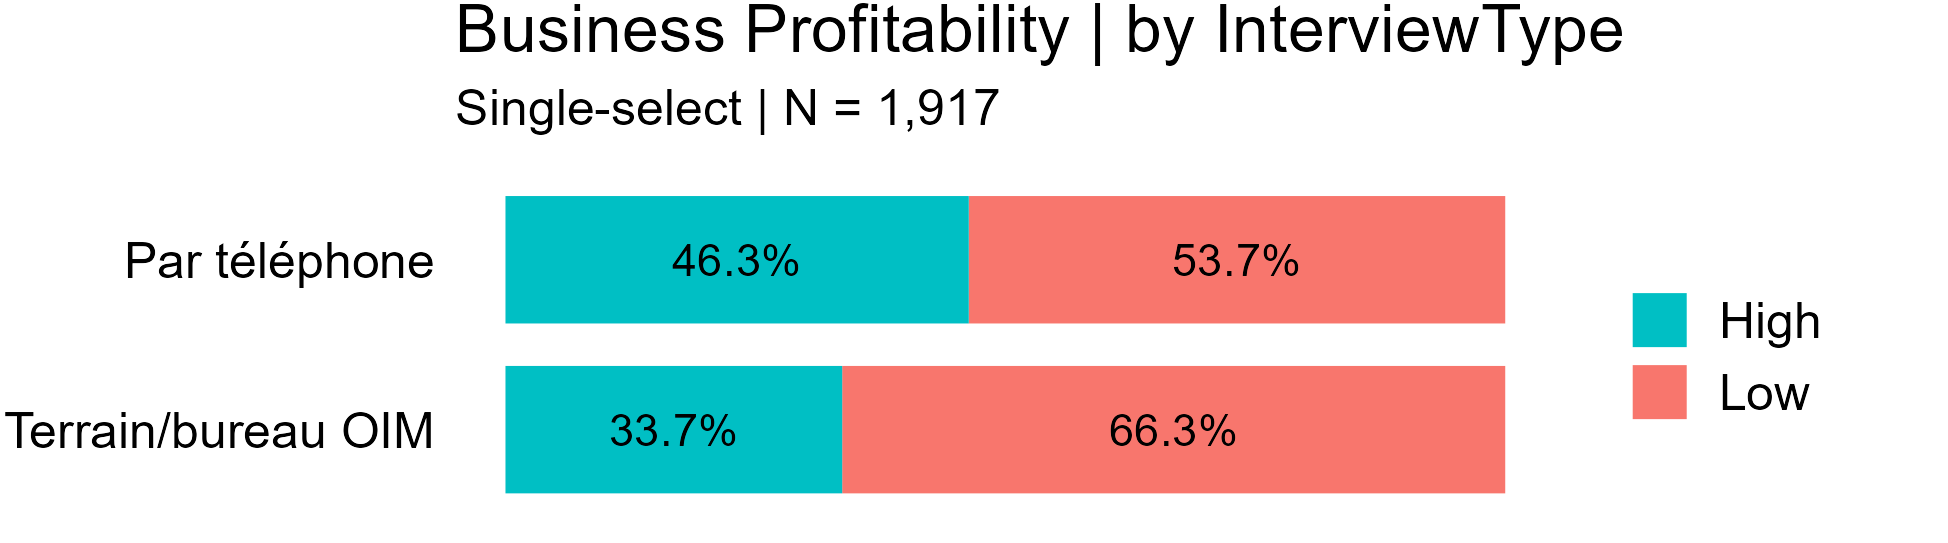 Business Profitability | by InterviewType
Single-select | N = 1,917
Par téléphone 46.3% 53.7%
Terrain/bureau OIM 33.7% 66.3%
High
Low